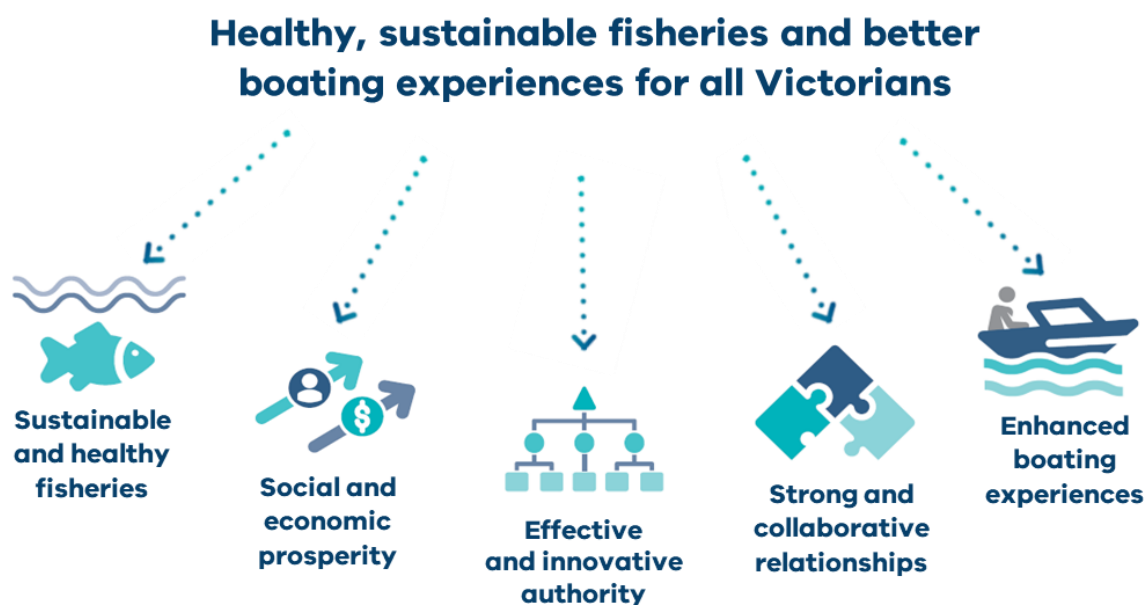 Healthy, sustainable fisheries and better
boating experiences for all Victorians
Sustainable
and healthy
fisheries
Social and
economic
prosperity
$
Effective
and innovative
authority
Strong and
collaborative
relationships
Enhanced
boating
experiences